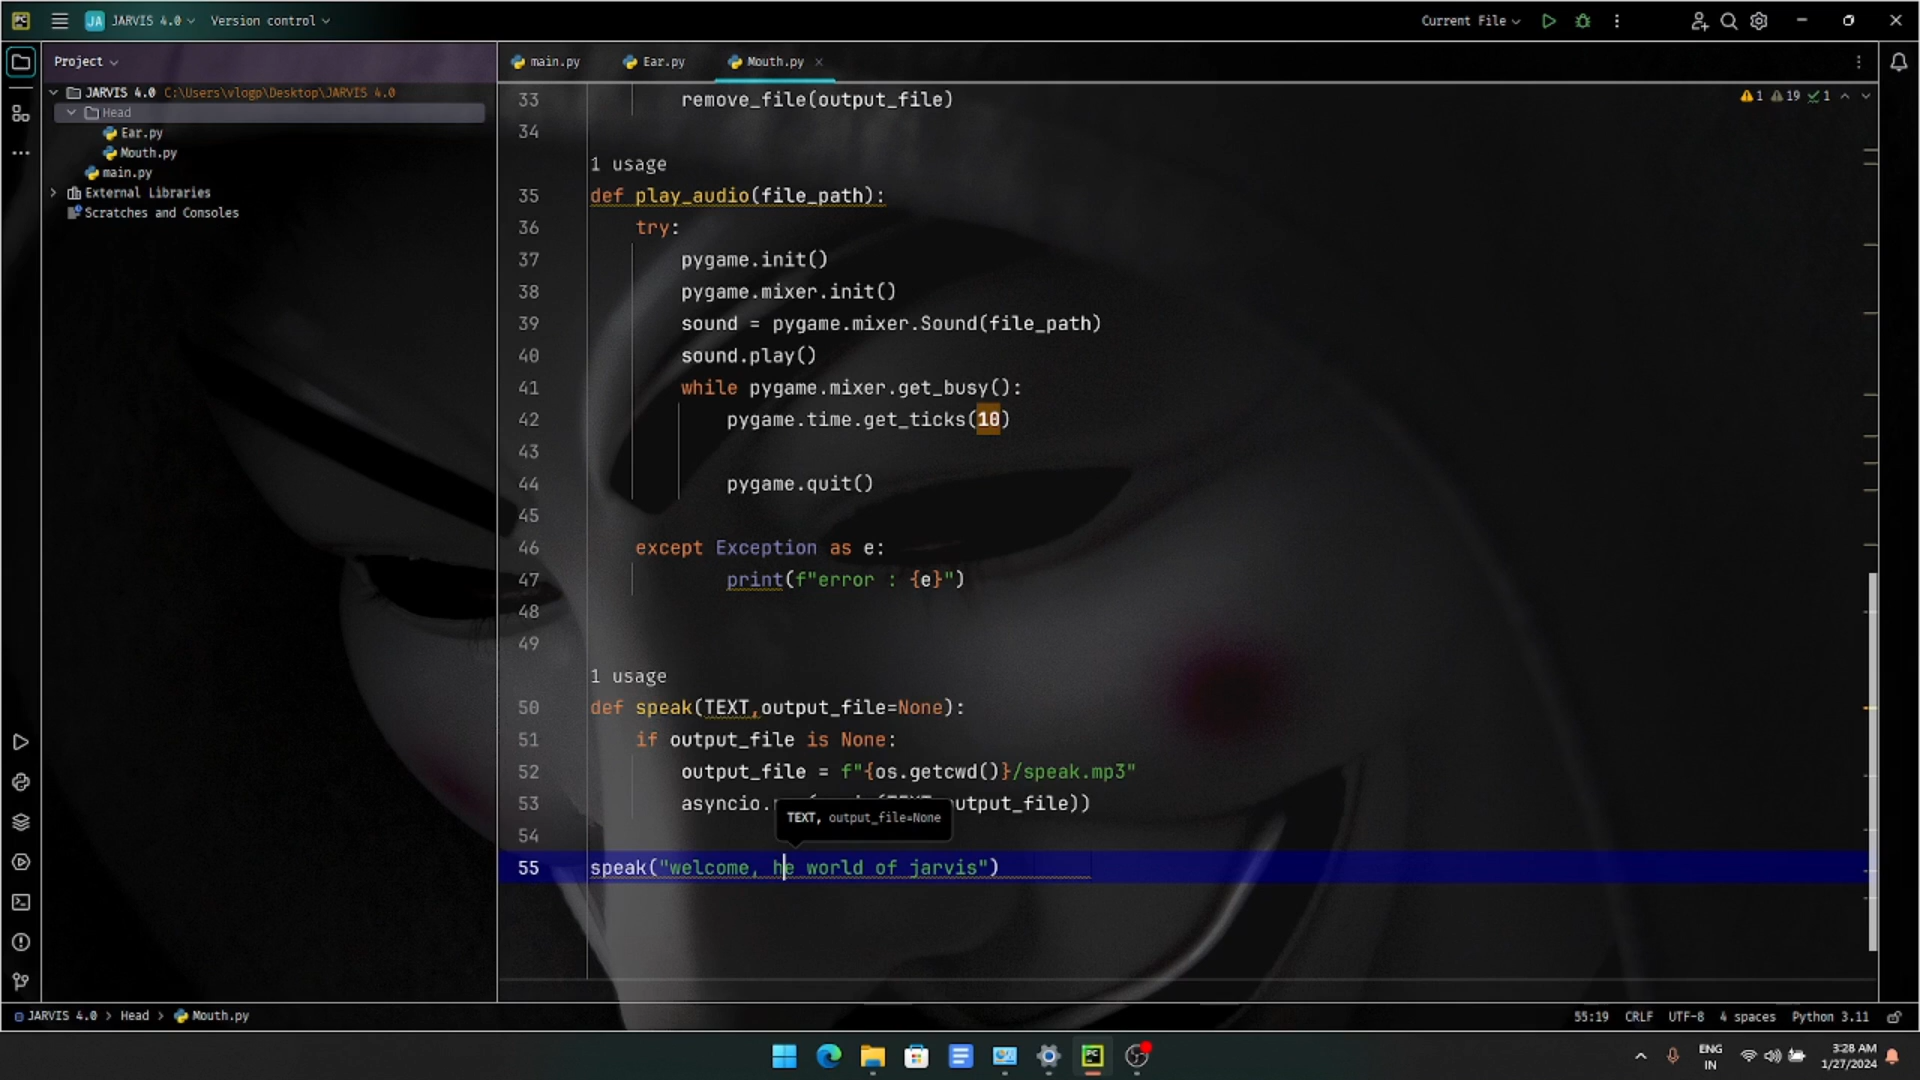 JARVIS 4.0
Version control
Current File
Project
main.py
Ear.py
Mouth.py
JARVIS 4.0 C:\Users\vlogp\Desktop\JARVIS 4.0
Head
Ear.py
Mouth.py
main.py
External Libraries
Scratches and Consoles
1 19 1
33 remove_file(output_file)
34
1 usage
35 def play_audio(file_path):
36 try:
37 pygame.init()
38 pygame.mixer.init()
39 sound = pygame.mixer.Sound(file_path)
40 sound.play()
41 while pygame.mixer.get_busy():
42 pygame.time.get_ticks(10)
43
44 pygame.quit()
45
46 except Exception as e:
47 print(f"error : {e}")
48
49
1 usage
50 def speak(TEXT,output_file=None):
51 if output_file is None:
52 output_file = f"{os.getcwd()}/speak.mp3"
53 asyncio. output_file))
TEXT, output_file=None
54
55 speak("welcome, he world of jarvis")
JARVIS 4.0 > Head > Mouth.py
55:19 CRLF UTF-8 4 spaces Python 3.11
ENG
IN
3:28 AM
1/27/2024